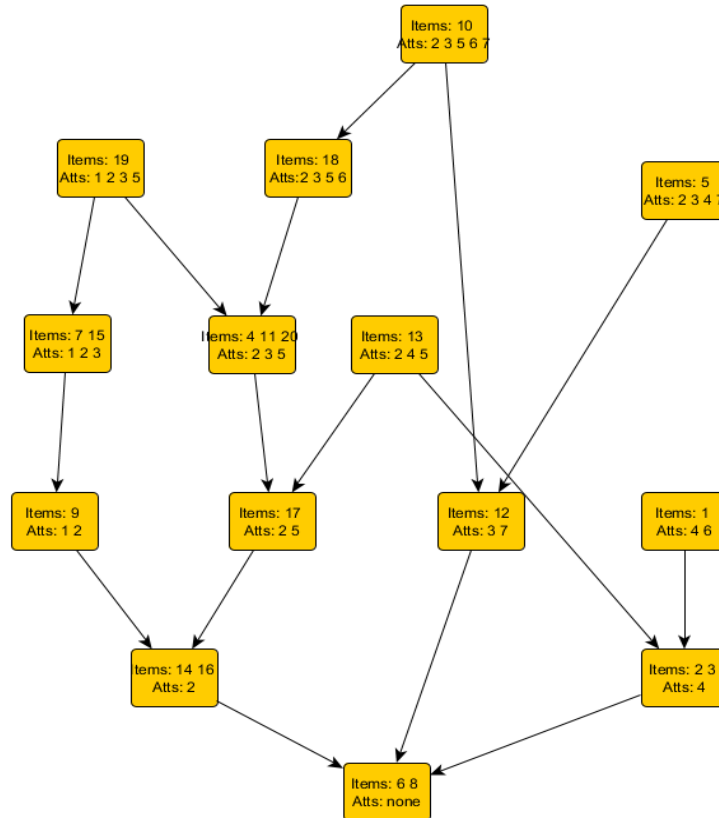 Items: 10
Atts: 2 3 5 6 7
Items: 19
Atts: 1 2 3 5
Items: 18
Atts:2 3 5 6
Items: 5
Atts: 2 3 4 7
Items: 7 15
Atts: 1 2 3
Items: 4 11 20
Atts: 2 3 5
Items: 13
Atts: 2 4 5
Items: 9
Atts: 1 2
Items: 17
Atts: 2 5
Items: 12
Atts: 3 7
Items: 1
Atts: 4 6
Items: 14 16
Atts: 2
Items: 2 3
Atts: 4
Items: 6 8
Atts: none